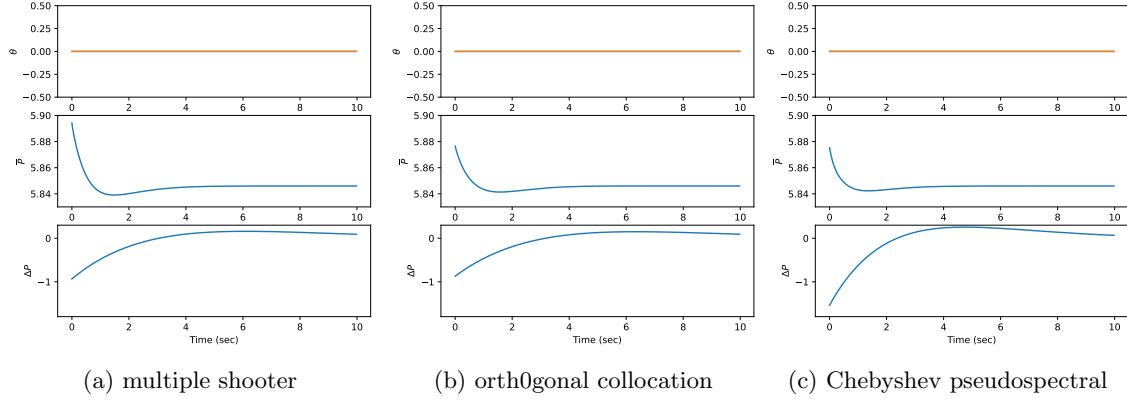 0.50
0.25
0.00
−0.25
−0.50
θ
0 2 4 6 8 10
5.90
5.88
5.86
5.84
P
0 2 4 6 8 10
0
−1
ΔP
0 2 4 6 8 10
Time (sec)
(a) multiple shooter
0.50
0.25
0.00
−0.25
−0.50
θ
0 2 4 6 8 10
5.90
5.88
5.86
5.84
P
0 2 4 6 8 10
0
−1
ΔP
0 2 4 6 8 10
Time (sec)
(b) orth0gonal collocation
0.50
0.25
0.00
−0.25
−0.50
θ
0 2 4 6 8 10
5.90
5.88
5.86
5.84
P
0 2 4 6 8 10
0
−1
ΔP
0 2 4 6 8 10
Time (sec)
(c) Chebyshev pseudospectral